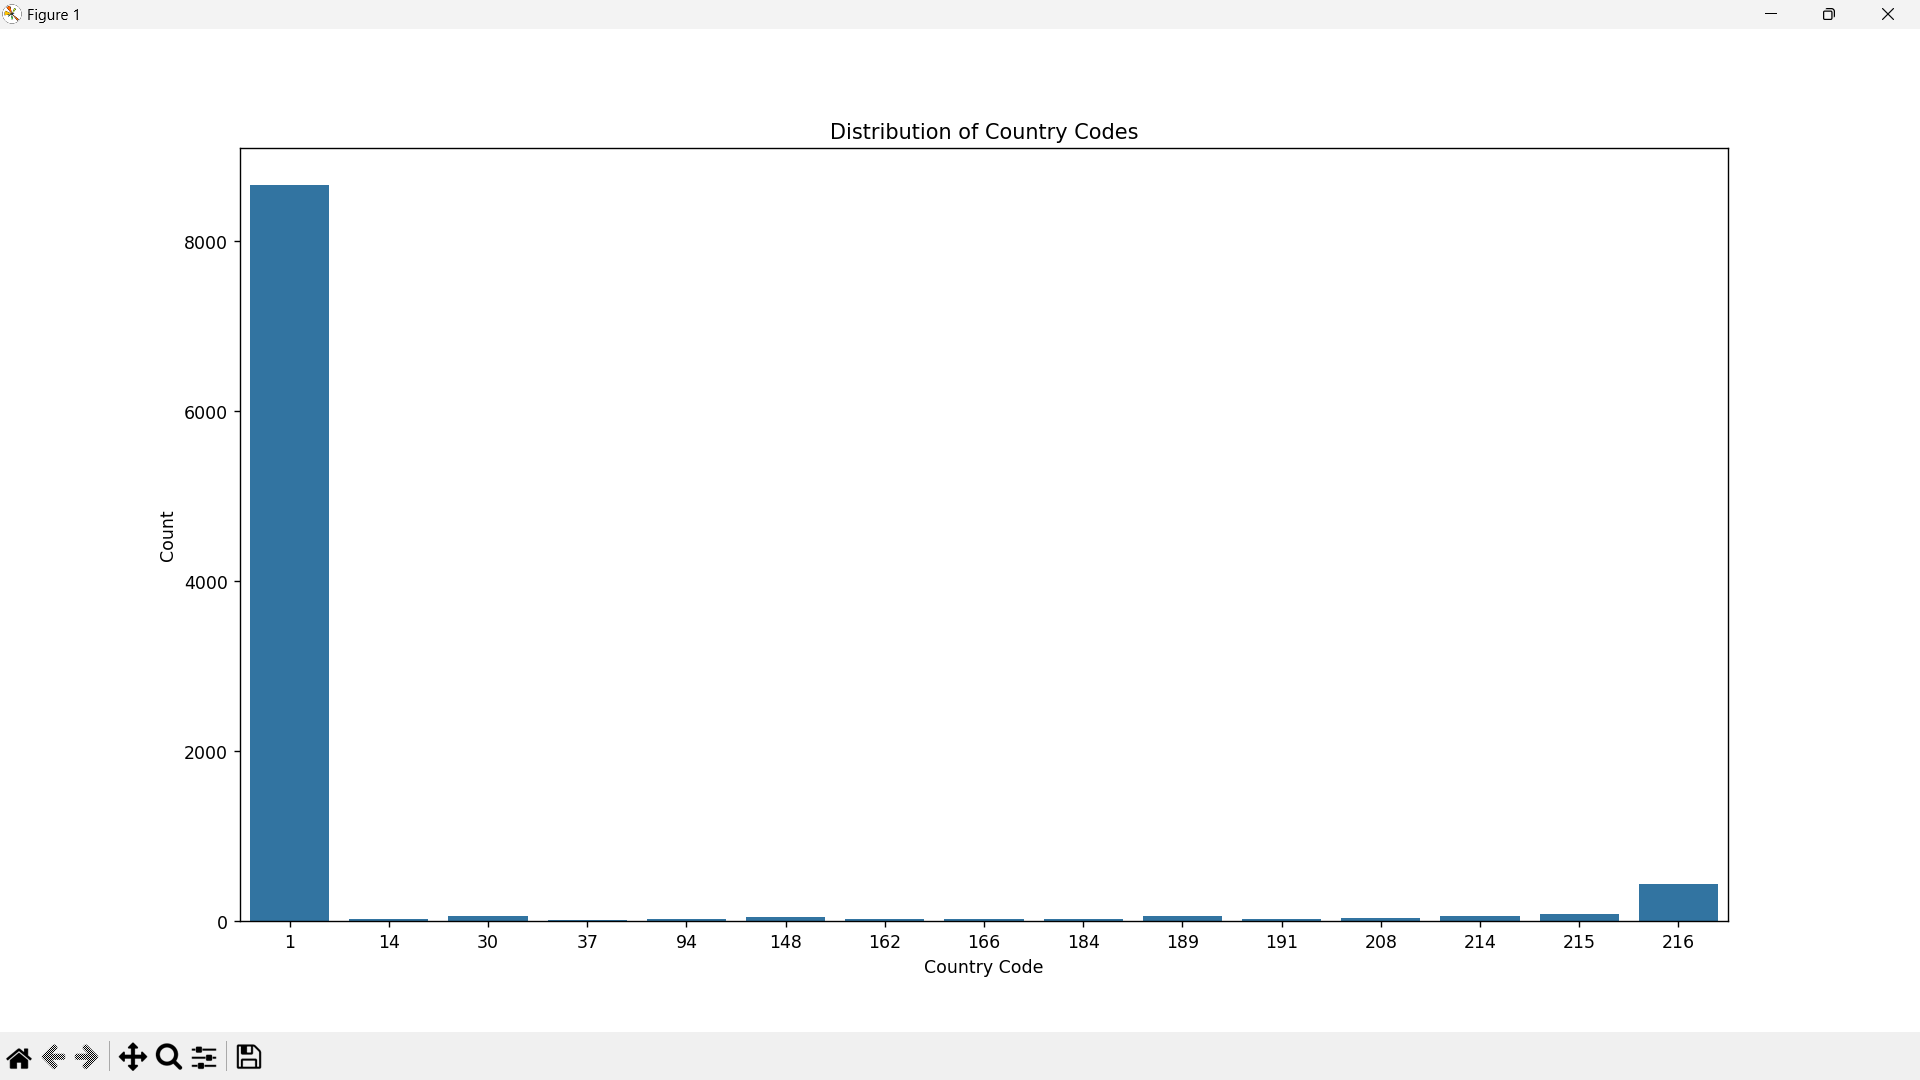 Figure 1
Distribution of Country Codes
8000
6000
Count
4000
2000
0
1 14 30 37 94 148 162 166 184 189 191 208 214 215 216
Country Code